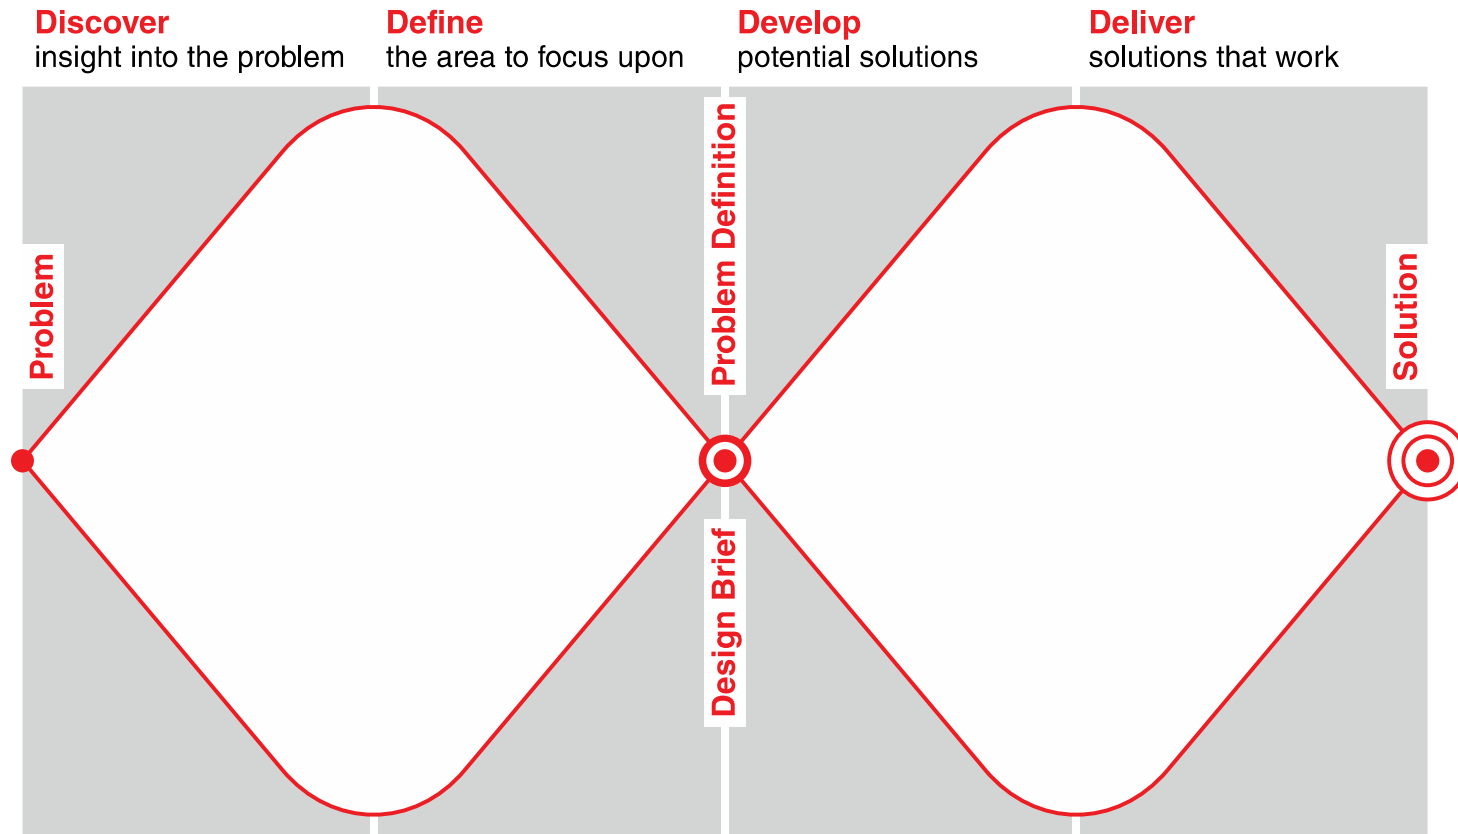 Discover
insight into the problem
Define
the area to focus upon
Develop
potential solutions
Deliver
solutions that work
Problem
Problem Definition
Design Brief
Solution